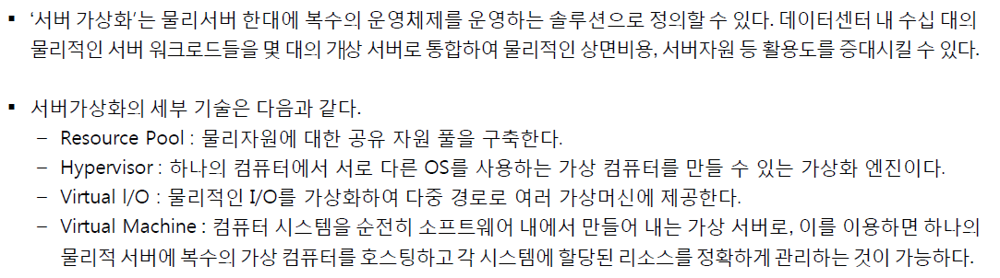 ▪ ‘서버 가상화’는 물리서버 한대에 복수의 운영체제를 운영하는 솔루션으로 정의할 수 있다. 데이터센터 내 수십 대의
물리적인 서버 워크로드들을 몇 대의 가상 서버로 통합하여 물리적인 상면비용, 서버자원 등 활용도를 증대시킬 수 있다.
▪ 서버가상화의 세부 기술은 다음과 같다.
– Resource Pool : 물리자원에 대한 공유 자원 풀을 구축한다.
– Hypervisor : 하나의 컴퓨터에서 서로 다른 OS를 사용하는 가상 컴퓨터를 만들 수 있는 가상화 엔진이다.
– Virtual I/O : 물리적인 I/O를 가상화하여 다중 경로로 여러 가상머신에 제공한다.
– Virtual Machine : 컴퓨터 시스템을 순전히 소프트웨어 내에서 만들어 내는 가상 서버로, 이를 이용하면 하나의
물리적 서버에 복수의 가상 컴퓨터를 호스팅하고 각 시스템에 할당된 리소스를 정확하게 관리하는 것이 가능하다.